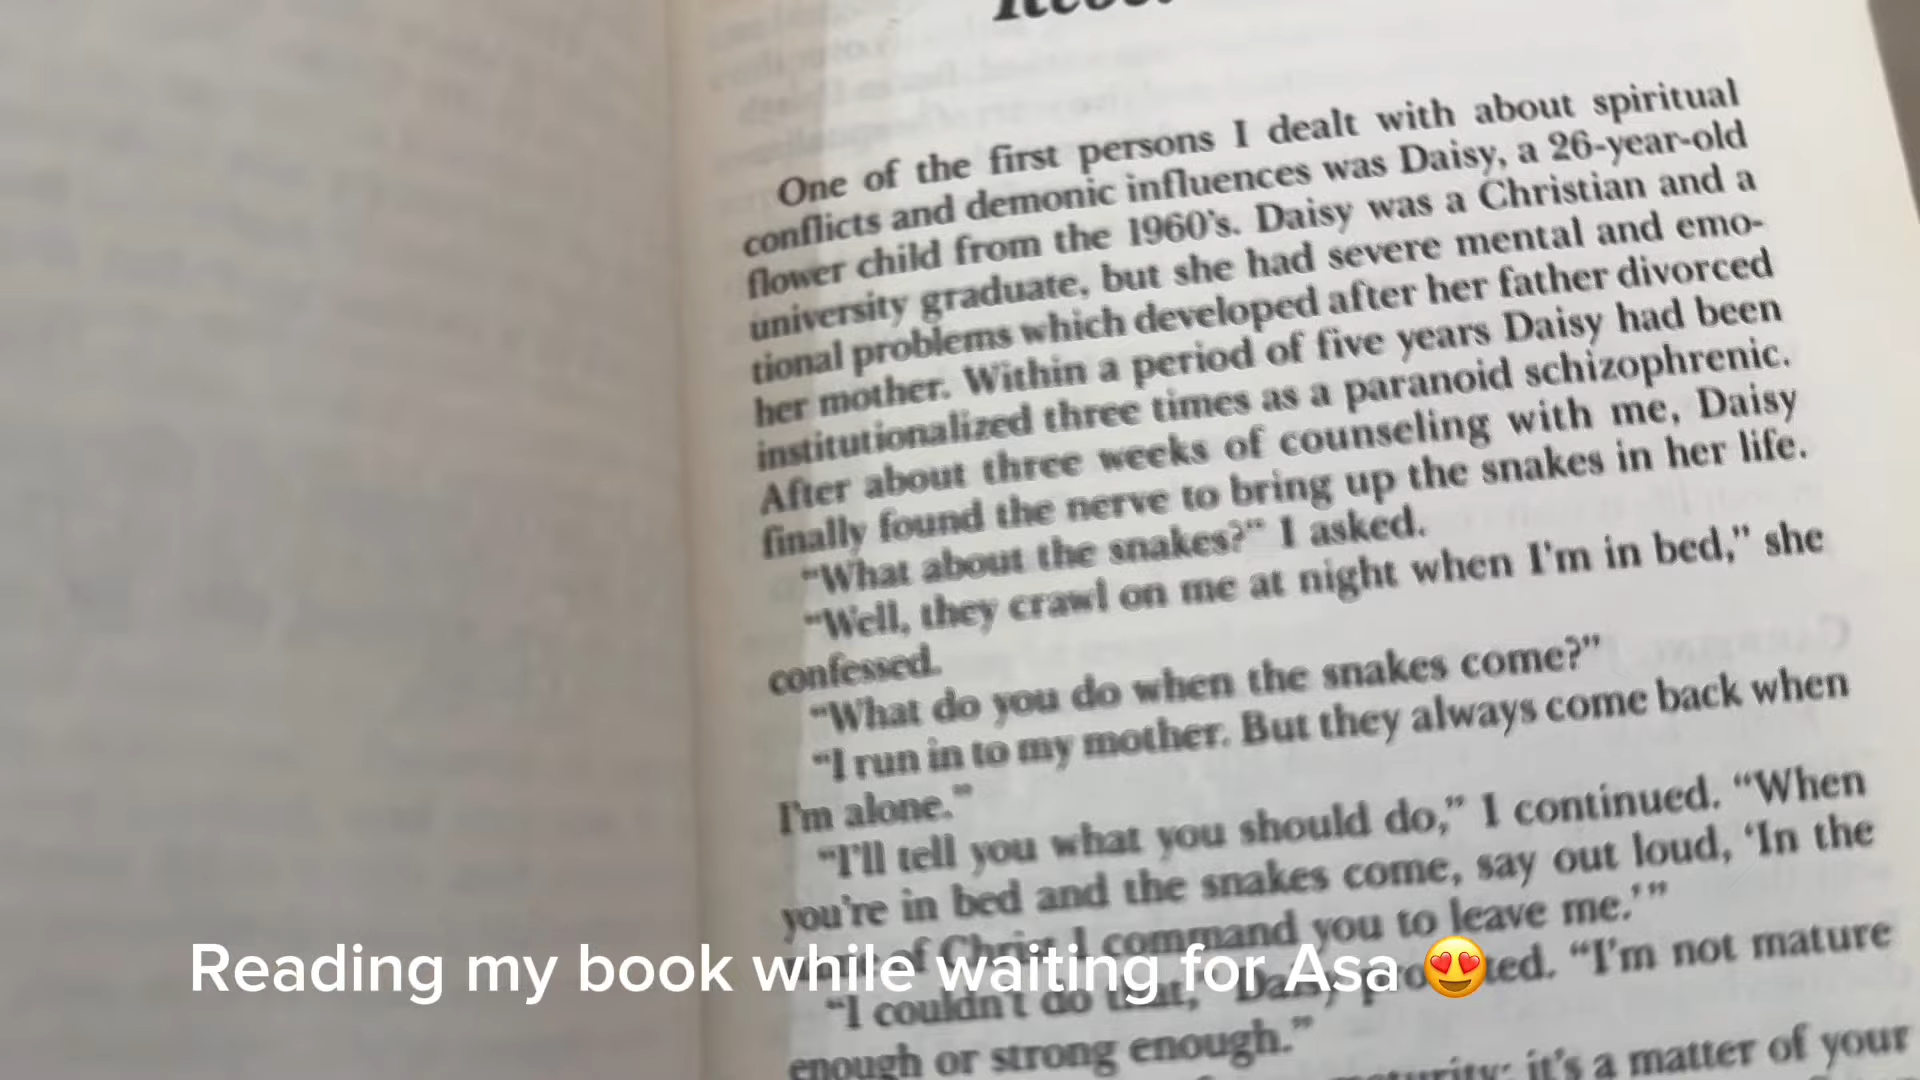 One of the first persons I dealt with about spiritual
conflicts and demonic influences was Daisy, a 26-year-old
flower child from the 1960's. Daisy was a Christian and a
university graduate, but she had severe mental and emo-
tional problems which developed after her father divorced
her mother. Within a period of five years Daisy had been
institutionalized three times as a paranoid schizophrenic.
After about three weeks of counseling with me, Daisy
finally found the nerve to bring up the snakes in her life.
“What about the snakes?” I asked.
“Well, they crawl on me at night when I'm in bed,” she
confessed.
“What do you do when the snakes come?”
“I run in to my mother. But they always come back when
I'm alone.”
“I'll tell you what you should do,” I continued. “When
you're in bed and the snakes come, say out loud, ‘In the
of Christ I command you to leave me.’”
Reading my book while waiting for Asa 😍
“I couldn't do that,” Daisy “I'm not mature
enough or strong enough.”
it's a matter of your